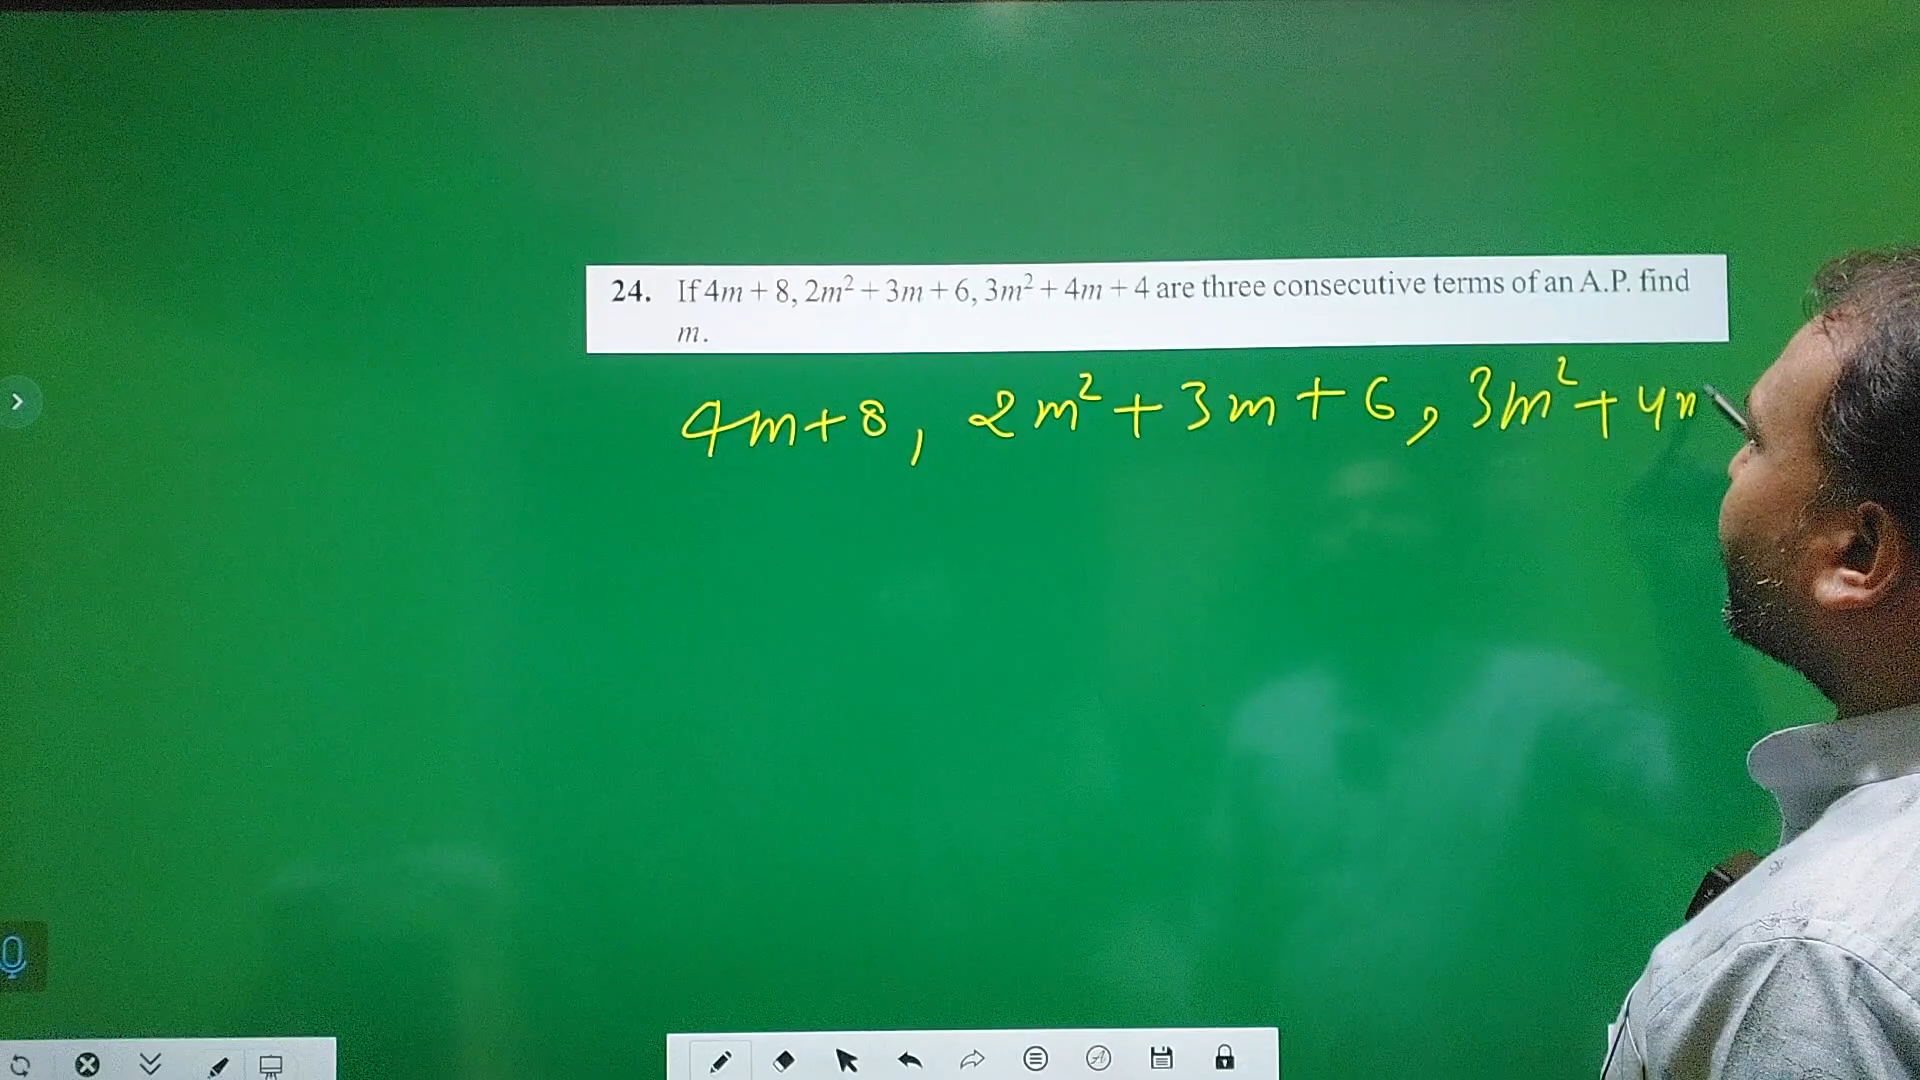 24. If 4m + 8, 2m² + 3m + 6, 3m² + 4m + 4 are three consecutive terms of an A.P. find
m.
4m+8, 2m²+3m+6, 3m²+4m